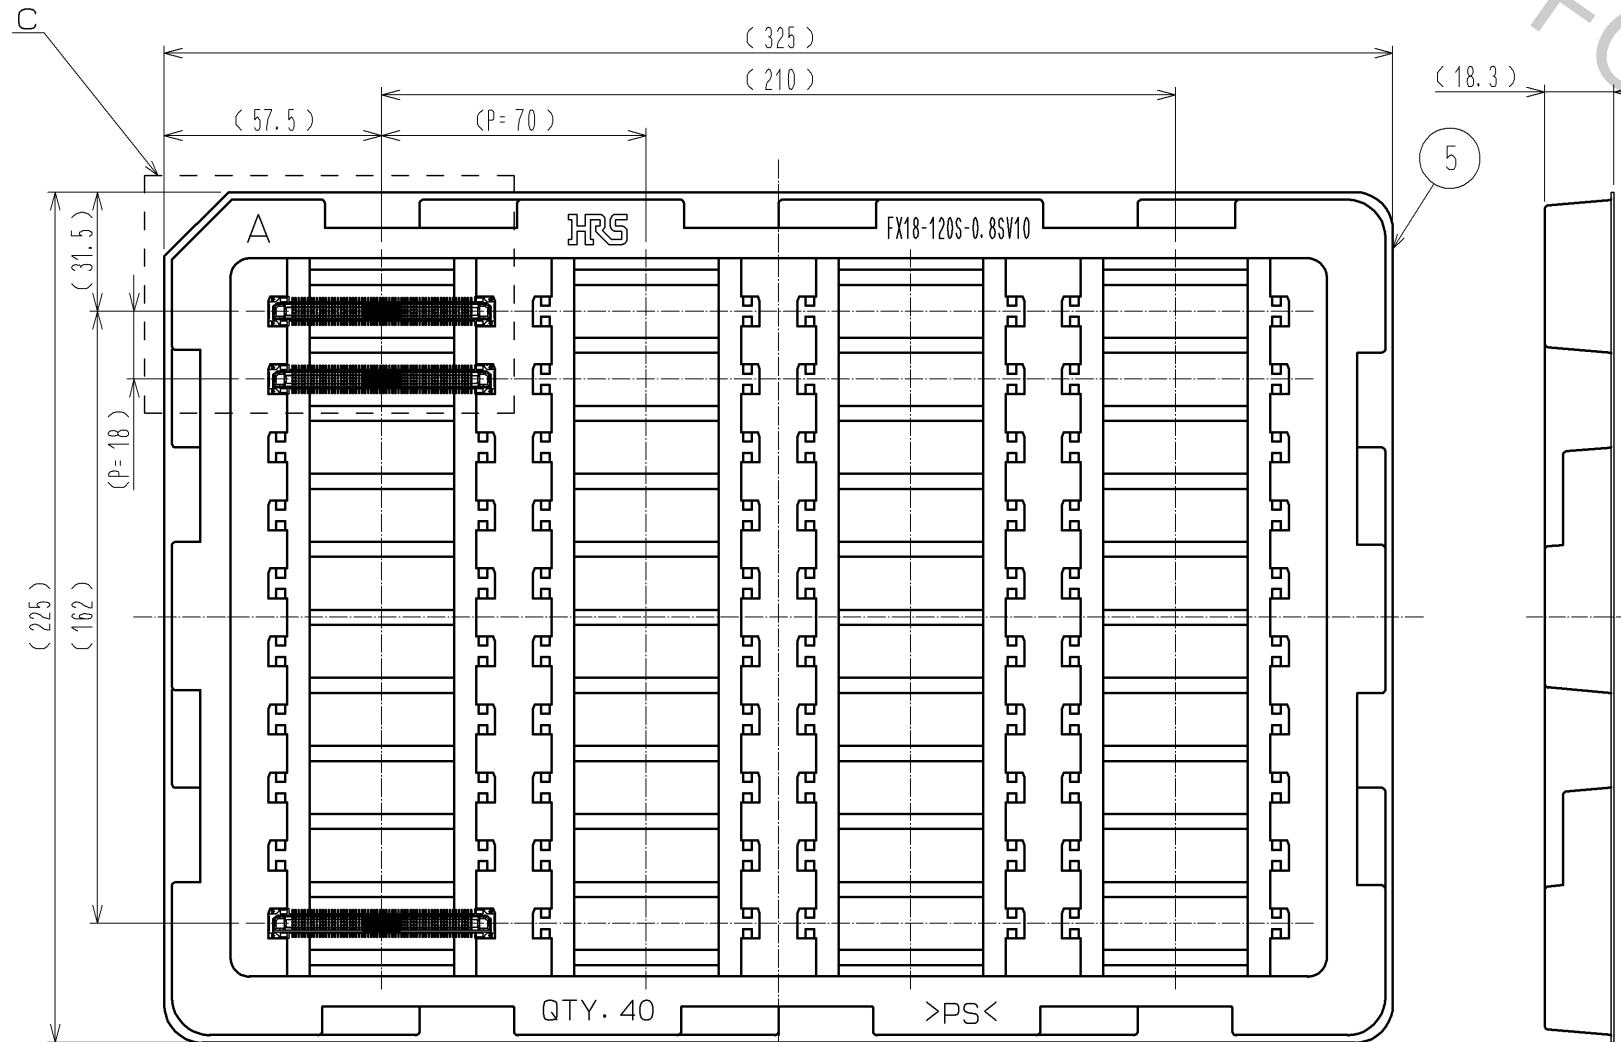 C
( 325 )
( 210 )
( 57.5 )
(P=70 )
( 18.3 )
5
FO
A
HRS
FX18-120S-0.8SV10
( 31.5 )
(P=18 )
( 225 )
( 162 )
QTY. 40
>PS<